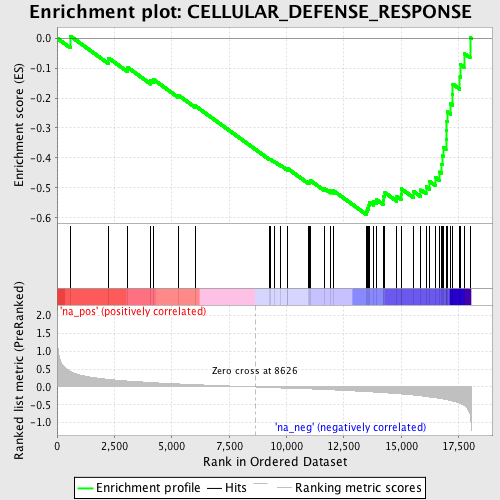 Enrichment plot: CELLULAR_DEFENSE_RESPONSE
Enrichment score (ES)
0.0
-0.1
-0.2
-0.3
-0.4
-0.5
-0.6
'na_pos' (positively correlated)
Ranked list metric (PreRanked)
2.0
1.5
1.0
0.5
0.0
-0.5
-1.0
Zero cross at 8626
'na_neg' (negatively correlated)
0
2,500
5,000
7,500
10,000
12,500
15,000
17,500
Rank in Ordered Dataset
Enrichment profile
Hits
Ranking metric scores